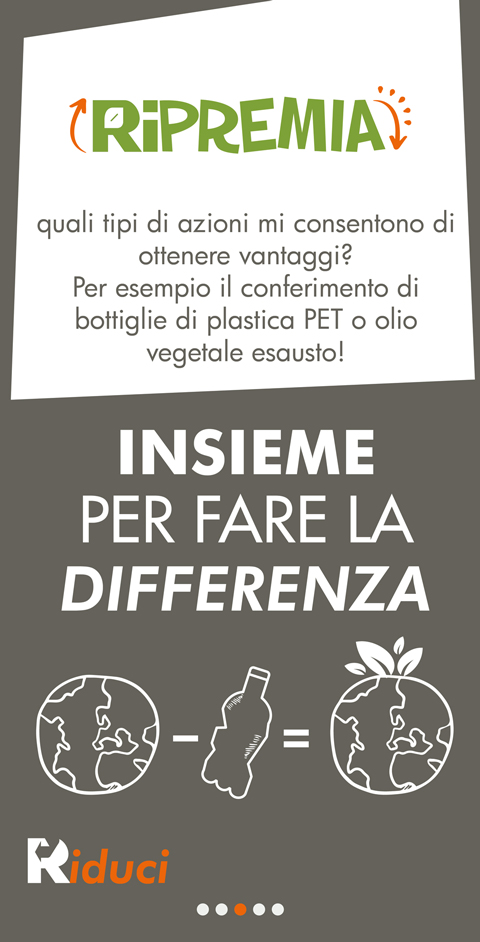 RiPREMIA
quali tipi di azioni mi consentono di
ottenere vantaggi?
Per esempio il conferimento di
bottiglie di plastica PET o olio
vegetale esausto!
INSIEME
PER FARE LA
DIFFERENZA
- =
Riduci